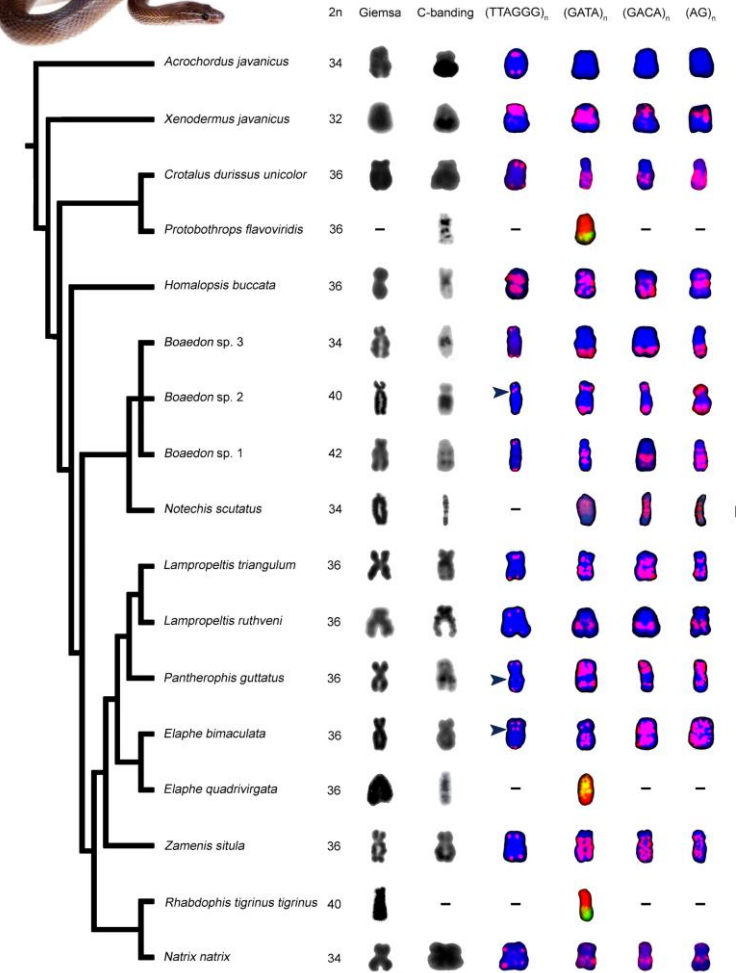 2n Giemsa C-banding (TTAGGG)n (GATA)n (GACA)n (AG)n
Acrochordus javanicus 34
Xenodermus javanicus 32
Crotalus durissus unicolor 36
Protobothrops flavoviridis 36 – – – –
Homalopsis buccata 36
Boaedon sp. 3 34
Boaedon sp. 2 40
Boaedon sp. 1 42
Notechis scutatus 34 –
Lampropeltis triangulum 36
Lampropeltis ruthveni 36
Pantherophis guttatus 36
Elaphe bimaculata 36
Elaphe quadrivirgata 36 – – –
Zamenis situla 36
Rhabdophis tigrinus tigrinus 40 – – – –
Natrix natrix 34